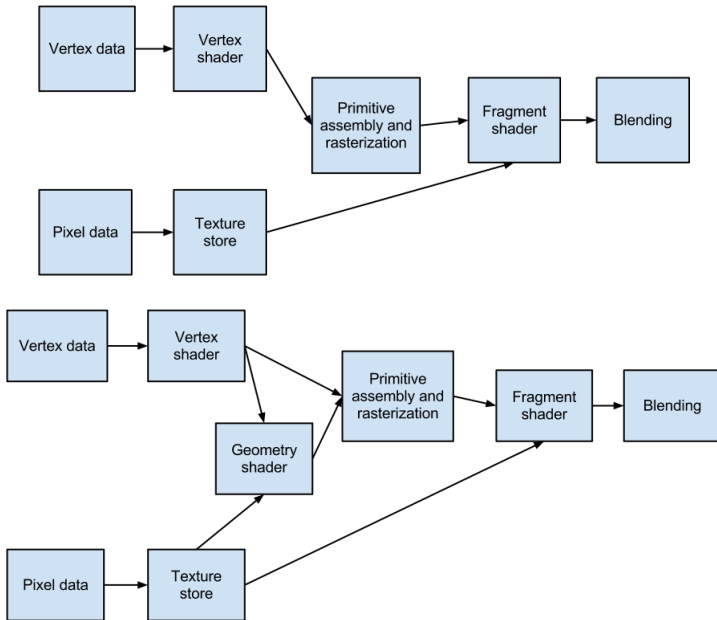 Vertex data
Vertex
shader
Primitive
assembly and
rasterization
Fragment
shader
Blending
Pixel data
Texture
store
Vertex data
Vertex
shader
Primitive
assembly and
rasterization
Fragment
shader
Blending
Geometry
shader
Pixel data
Texture
store